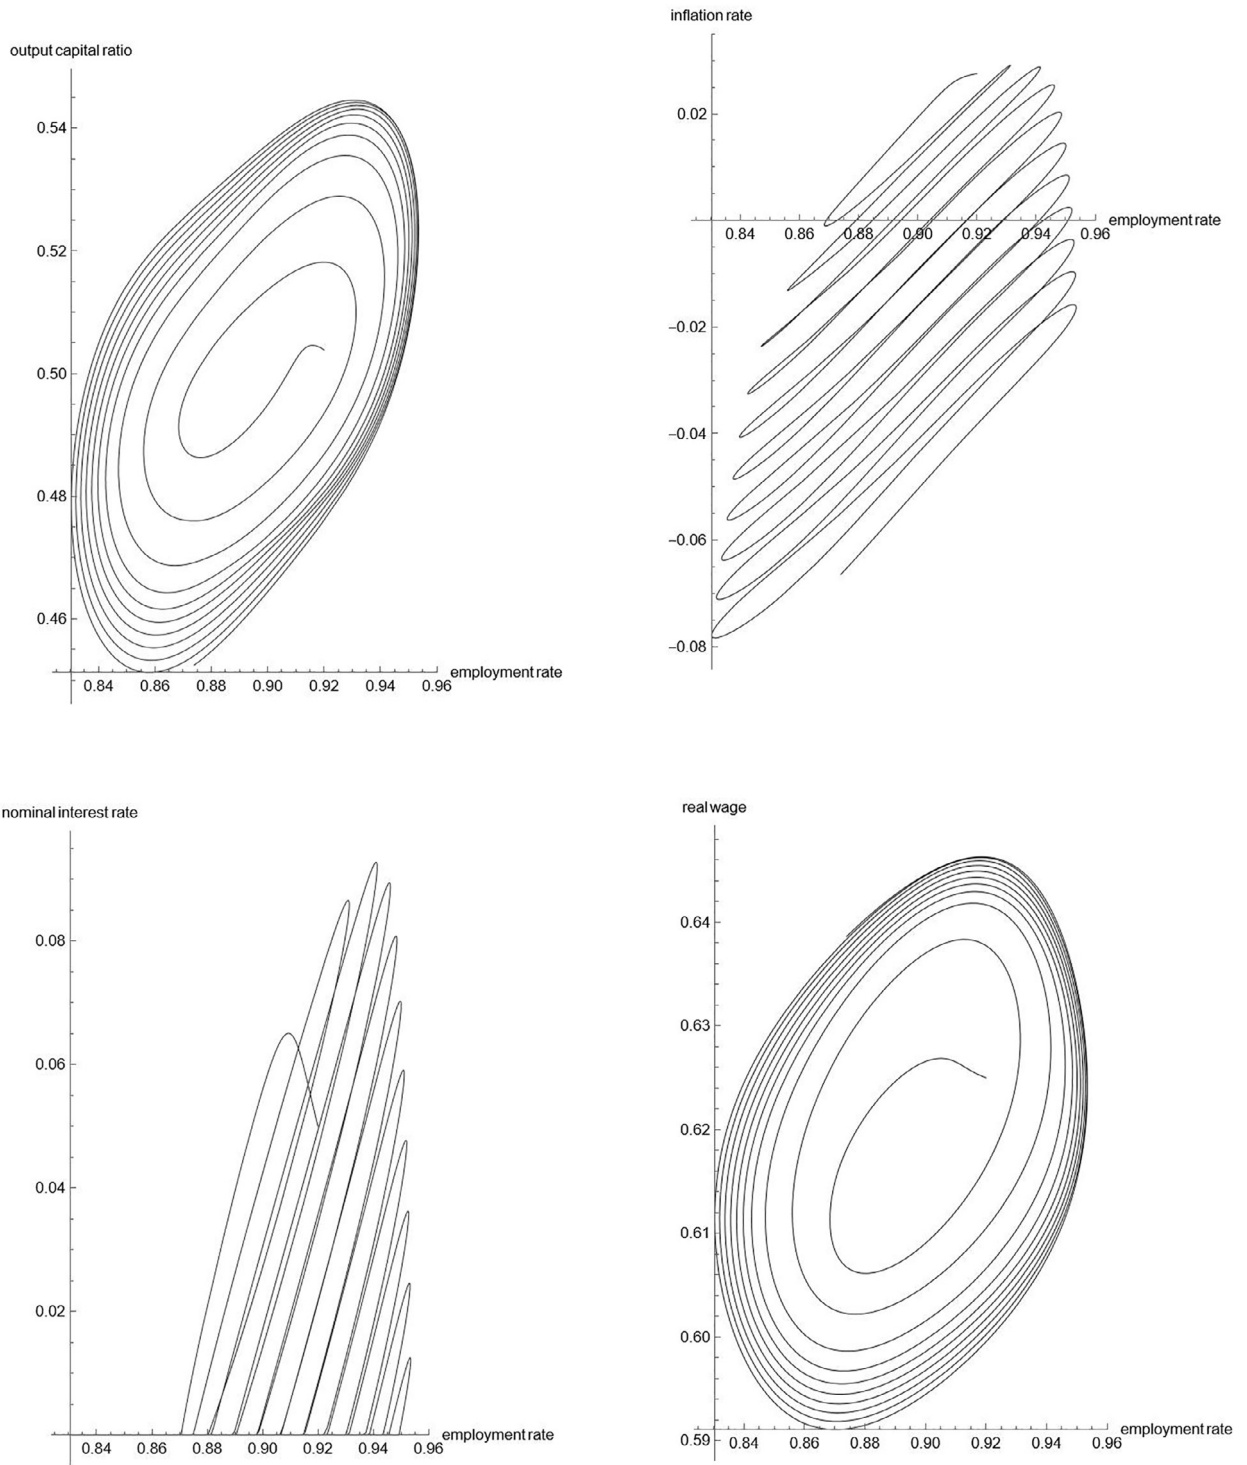 output capital ratio
0.54
0.52
0.50
0.48
0.46
0.84 0.86 0.88 0.90 0.92 0.94 0.96
employment rate
inflation rate
0.02
0.84 0.86 0.88 0.90 0.92 0.94 0.96
employment rate
−0.02
−0.04
−0.06
−0.08
nominal interest rate
0.08
0.06
0.04
0.02
0.84 0.86 0.88 0.90 0.92 0.94 0.96
employment rate
real wage
0.64
0.63
0.62
0.61
0.60
0.59
0.84 0.86 0.88 0.90 0.92 0.94 0.96
employment rate